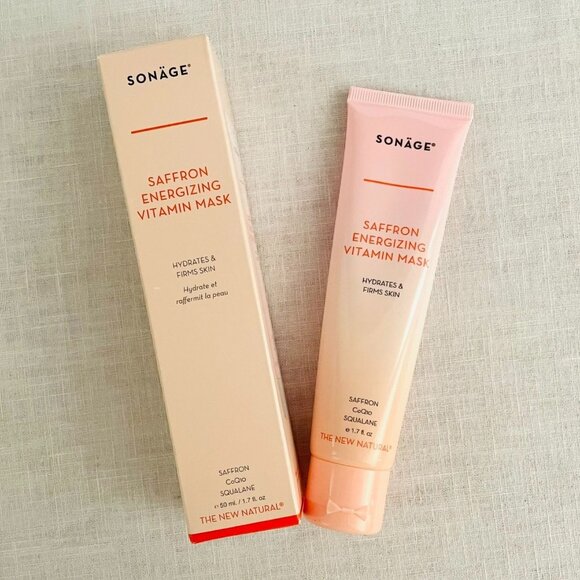 SONÄGE®
SAFFRON
ENERGIZING
VITAMIN MASK
HYDRATES &
FIRMS SKIN
Hydrate et
raffermit la peau
SAFFRON
CoQ10
SQUALANE
℮ 50 ml. / 1.7 fl. oz
THE NEW NATURAL®
SONÄGE®
SAFFRON
ENERGIZING
VITAMIN MASK
HYDRATES &
FIRMS SKIN
SAFFRON
CoQ10
SQUALANE
℮ 1.7 fl. oz
THE NEW NATURAL®